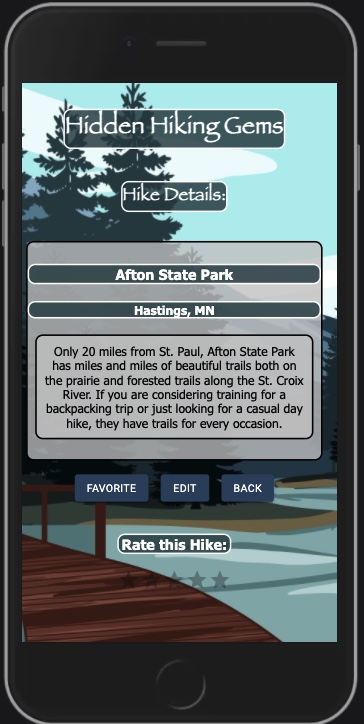 Hidden Hiking Gems
Hike Details:
Afton State Park
Hastings, MN
Only 20 miles from St. Paul, Afton State Park
has miles and miles of beautiful trails both on
the prairie and forested trails along the St. Croix
River. If you are considering training for a
backpacking trip or just looking for a casual day
hike, they have trails for every occasion.
FAVORITE EDIT BACK
Rate this Hike: